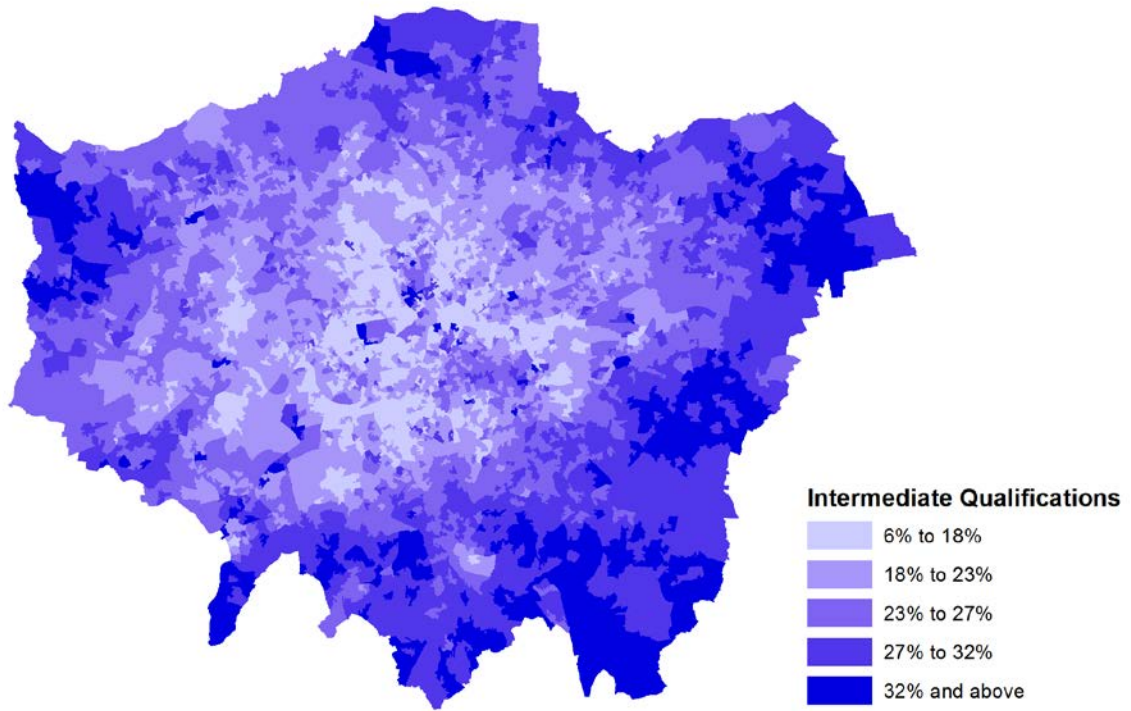 Intermediate Qualifications
6% to 18%
18% to 23%
23% to 27%
27% to 32%
32% and above